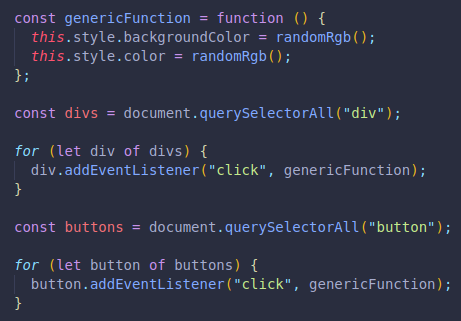 const genericFunction = function () {
  this.style.backgroundColor = randomRgb();
  this.style.color = randomRgb();
};

const divs = document.querySelectorAll("div");

for (let div of divs) {
  div.addEventListener("click", genericFunction);
}

const buttons = document.querySelectorAll("button");

for (let button of buttons) {
  button.addEventListener("click", genericFunction);
}